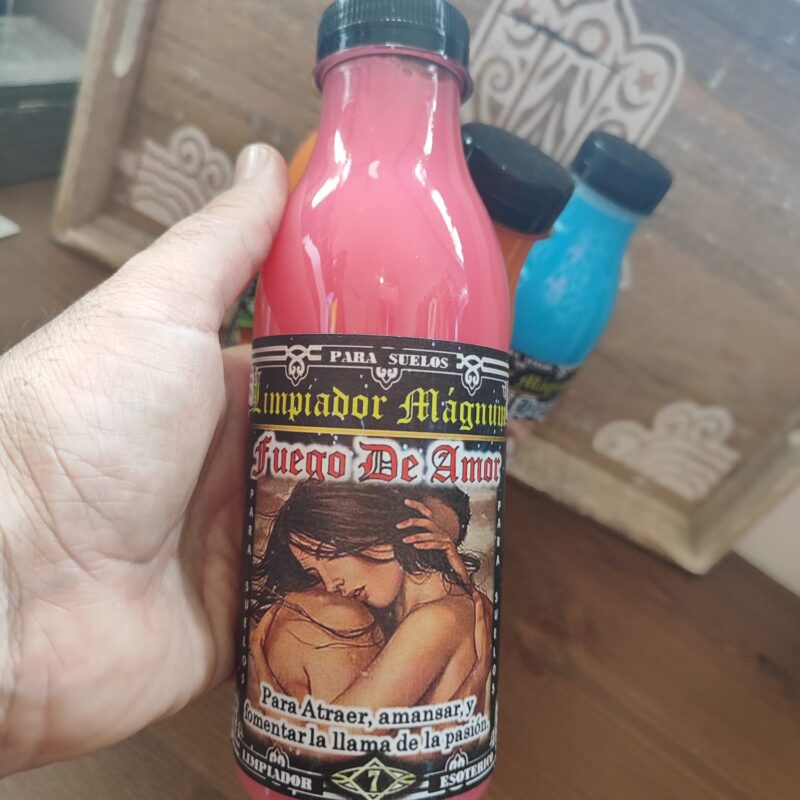 PARA SUELOS
Limpiador Mágnum
Fuego De Amor
PARA SUELOS
PARA SUELOS
Para Atraer, amansar, y
fomentar la llama de la pasión.
LIMPIADOR 7 ESOTERICO